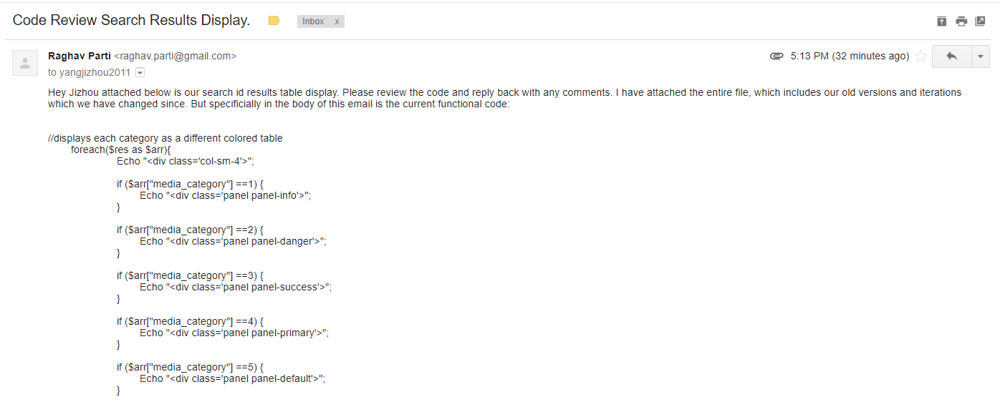 Code Review Search Results Display.
Inbox x
Raghav Parti <raghav.parti@gmail.com>
5:13 PM (32 minutes ago)
to yangjizhou2011
Hey Jizhou attached below is our search id results table display. Please review the code and reply back with any comments. I have attached the entire file, which includes our old versions and iterations
which we have changed since. But specificially in the body of this email is the current functional code:
//displays each category as a different colored table
foreach($res as $arr){
Echo "<div class='col-sm-4'>";
if ($arr["media_category"] ==1) {
Echo "<div class='panel panel-info'>";
}
if ($arr["media_category"] ==2) {
Echo "<div class='panel panel-danger'>";
}
if ($arr["media_category"] ==3) {
Echo "<div class='panel panel-success'>";
}
if ($arr["media_category"] ==4) {
Echo "<div class='panel panel-primary'>";
}
if ($arr["media_category"] ==5) {
Echo "<div class='panel panel-default'>";
}